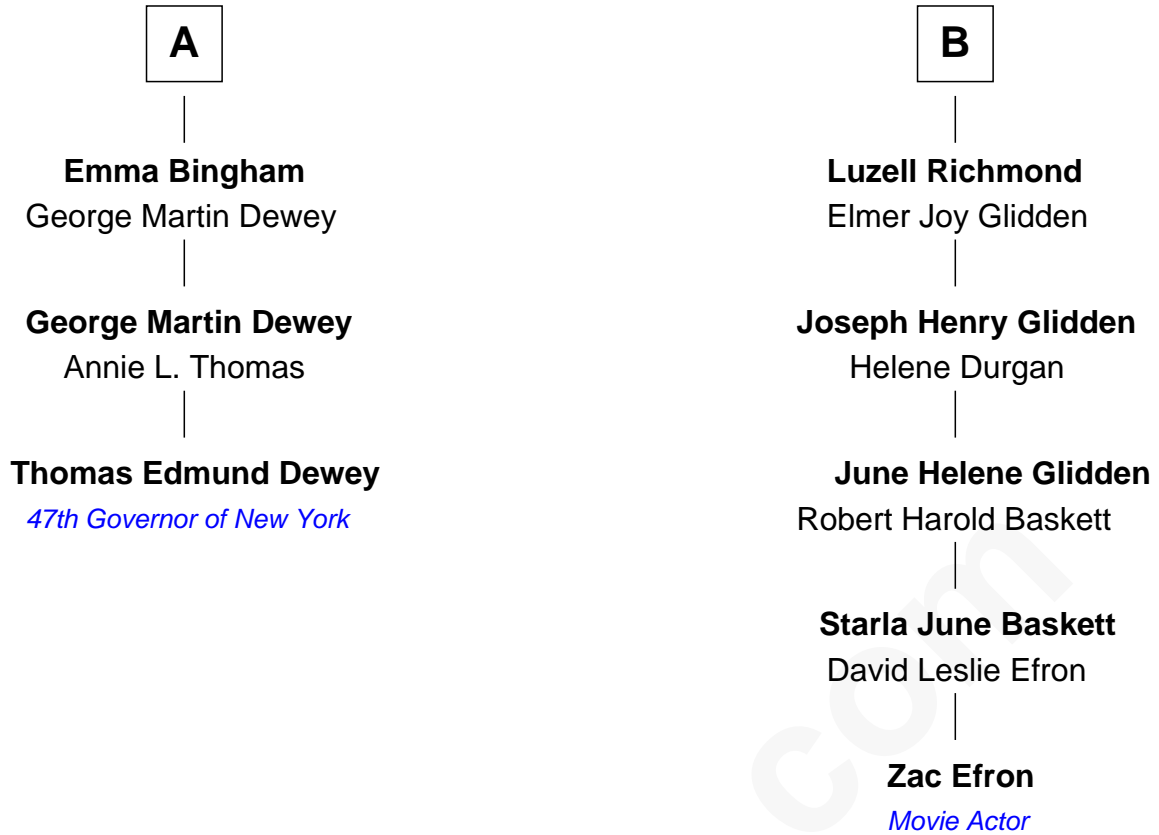 A
Emma Bingham
George Martin Dewey
George Martin Dewey
Annie L. Thomas
Thomas Edmund Dewey
47th Governor of New York
B
Luzell Richmond
Elmer Joy Glidden
Joseph Henry Glidden
Helene Durgan
June Helene Glidden
Robert Harold Baskett
Starla June Baskett
David Leslie Efron
Zac Efron
Movie Actor
com